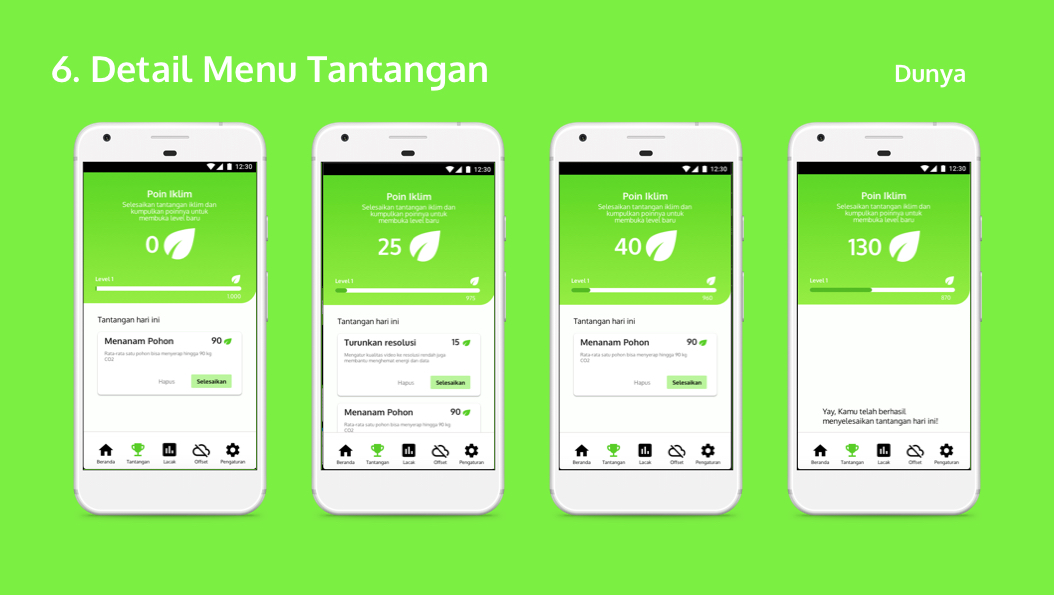 6. Detail Menu Tantangan
Dunya
12:30
Poin Iklim
Selesaikan tantangan iklim dan
kumpulkan poinnya untuk
membuka level baru
0
Level 1
1.000
Tantangan hari ini
Menanam Pohon 90
Rata-rata satu pohon bisa menyerap hingga 90 kg
CO2
Hapus Selesaikan
Beranda Tantangan Lacak Offset Pengaturan
12:30
Poin Iklim
Selesaikan tantangan iklim dan
kumpulkan poinnya untuk
membuka level baru
25
Level 1
975
Tantangan hari ini
Turunkan resolusi 15
Mengatur kualitas video ke resolusi rendah juga
membantu menghemat energi dan data.
Hapus Selesaikan
Menanam Pohon 90
Rata-rata satu pohon bisa menyerap hingga 90 kg
CO2
Beranda Tantangan Lacak Offset Pengaturan
12:30
Poin Iklim
Selesaikan tantangan iklim dan
kumpulkan poinnya untuk
membuka level baru
40
Level 1
960
Tantangan hari ini
Menanam Pohon 90
Rata-rata satu pohon bisa menyerap hingga 90 kg
CO2
Hapus Selesaikan
Beranda Tantangan Lacak Offset Pengaturan
12:30
Poin Iklim
Selesaikan tantangan iklim dan
kumpulkan poinnya untuk
membuka level baru
130
Level 1
870
Yay, Kamu telah berhasil
menyelesaikan tantangan hari ini!
Beranda Tantangan Lacak Offset Pengaturan